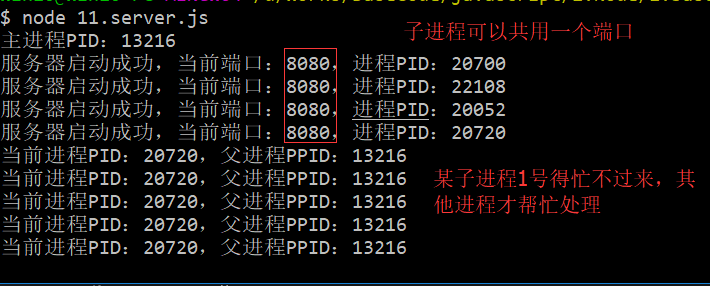 $ node 11.server.js
主进程PID：13216
子进程可以共用一个端口
服务器启动成功，当前端口：8080，进程PID：20700
服务器启动成功，当前端口：8080，进程PID：22108
服务器启动成功，当前端口：8080，进程PID：20052
服务器启动成功，当前端口：8080，进程PID：20720
当前进程PID：20720，父进程PPID：13216
当前进程PID：20720，父进程PPID：13216
当前进程PID：20720，父进程PPID：13216
当前进程PID：20720，父进程PPID：13216
当前进程PID：20720，父进程PPID：13216
某子进程1号得忙不过来，其
他进程才帮忙处理